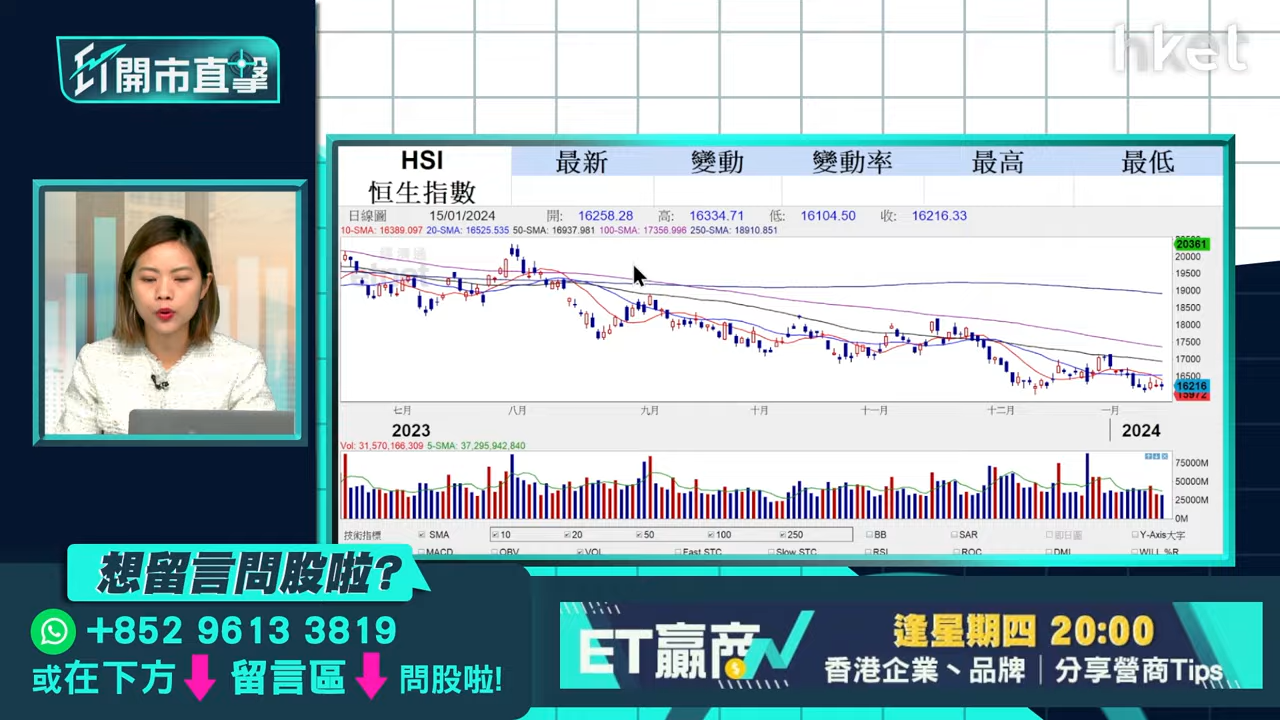 ET開市直擊
hket
HSI 最新 變動 變動率 最高 最低
恒生指數
日線圖 15/01/2024 開: 16258.28 高: 16334.71 低: 16104.50 收: 16216.33
10-SMA: 16389.097 20-SMA: 16525.535 50-SMA: 16937.981 100-SMA: 17356.996 250-SMA: 18910.851
20361
20000
19500
19000
18500
18000
17500
17000
16500
16216
15972
七月 八月 九月 十月 十一月 十二月 一月
2023 2024
Vol: 31,570,166,309 5-SMA: 37,295,942,840
75000M
50000M
25000M
0M
技術指標 SMA 10 20 50 100 250 BB SAR 即日圖 Y-Axis大字
MACD OBV VOL Fast STC Slow STC RSI ROC DMI WILL %R
想留言問股啦?
+852 9613 3819
或在下方 留言區 問股啦!
ET贏商
逢星期四 20:00
香港企業、品牌|分享營商Tips